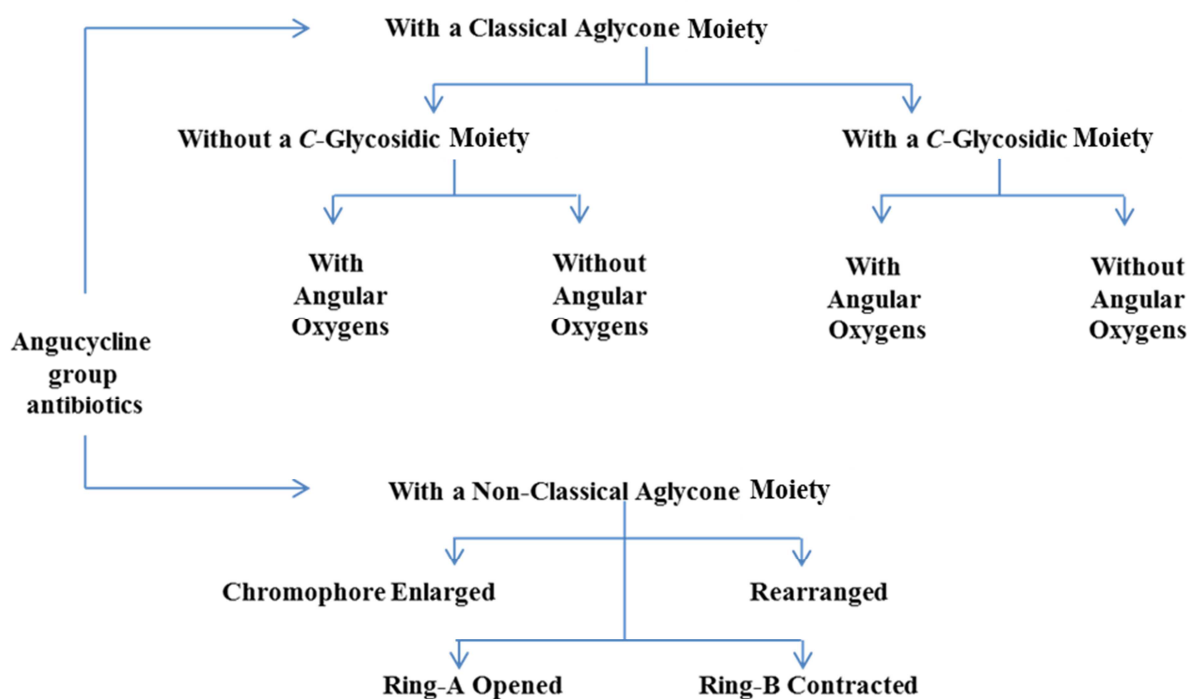 With a Classical Aglycone Moiety
Without a C-Glycosidic Moiety
With a C-Glycosidic Moiety
With
Angular
Oxygens
Without
Angular
Oxygens
With
Angular
Oxygens
Without
Angular
Oxygens
Angucycline
group
antibiotics
With a Non-Classical Aglycone Moiety
Chromophore Enlarged
Rearranged
Ring-A Opened
Ring-B Contracted